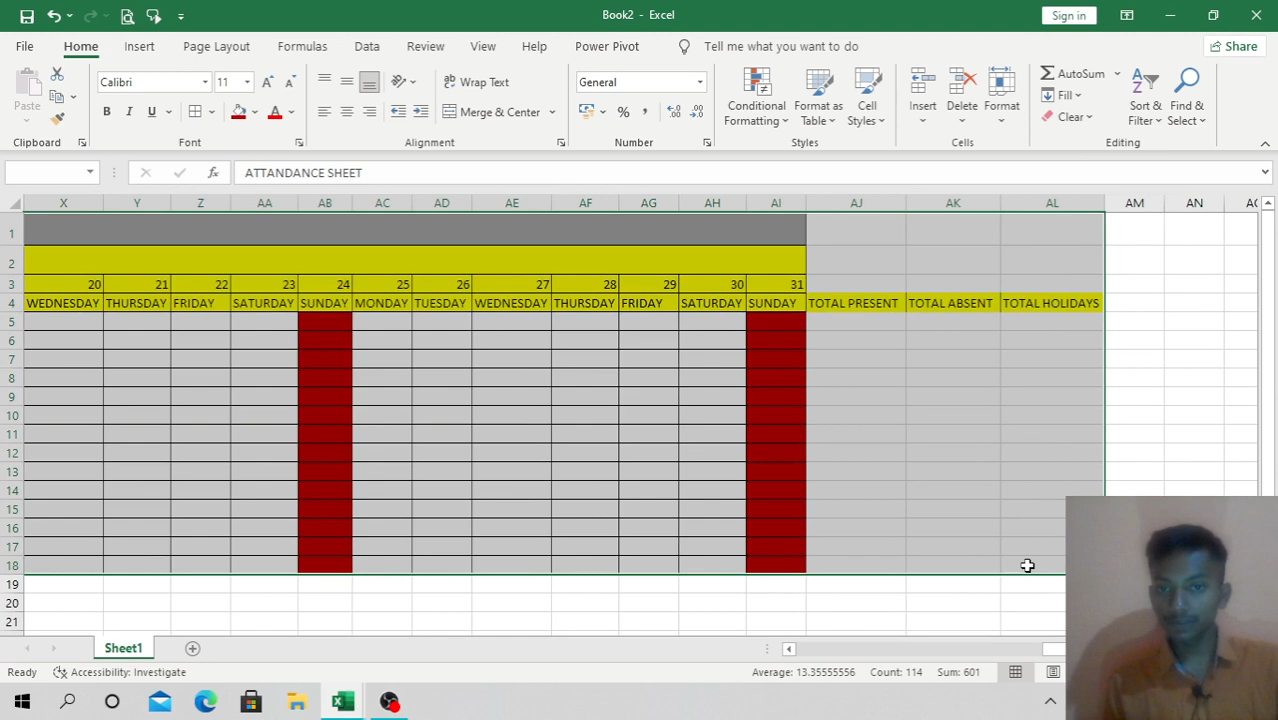 Book2 - Excel
Sign in
File Home Insert Page Layout Formulas Data Review View Help Power Pivot Tell me what you want to do Share
Paste
Calibri 11
B I U
Wrap Text
Merge & Center
General
Conditional Formatting
Format as Table
Cell Styles
Insert
Delete
Format
AutoSum
Fill
Clear
Sort & Filter
Find & Select
Clipboard Font Alignment Number Styles Cells Editing
fx ATTANDANCE SHEET
X Y Z AA AB AC AD AE AF AG AH AI AJ AK AL AM AN
1
2
3 20 21 22 23 24 25 26 27 28 29 30 31
4 WEDNESDAY THURSDAY FRIDAY SATURDAY SUNDAY MONDAY TUESDAY WEDNESDAY THURSDAY FRIDAY SATURDAY SUNDAY TOTAL PRESENT TOTAL ABSENT TOTAL HOLIDAYS
5
6
7
8
9
10
11
12
13
14
15
16
17
18
19
20
21
Sheet1
Ready Accessibility: Investigate Average: 13.35555556 Count: 114 Sum: 601